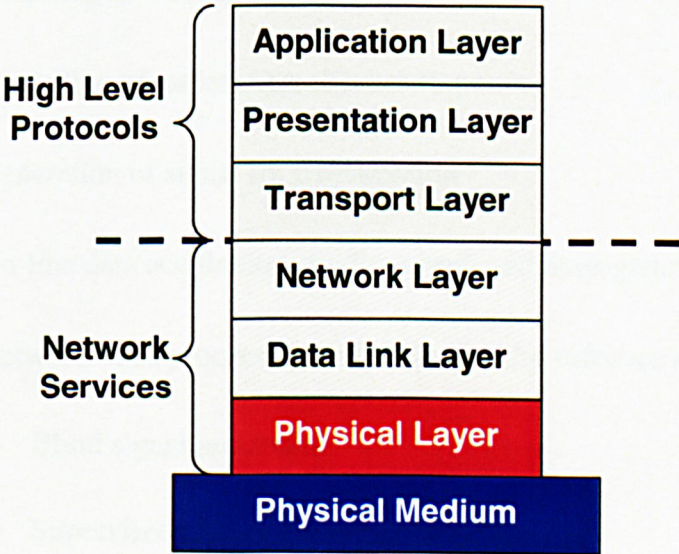 Application Layer
High Level
Protocols
Presentation Layer
Transport Layer
Network Layer
Network
Services
Data Link Layer
Physical Layer
Physical Medium